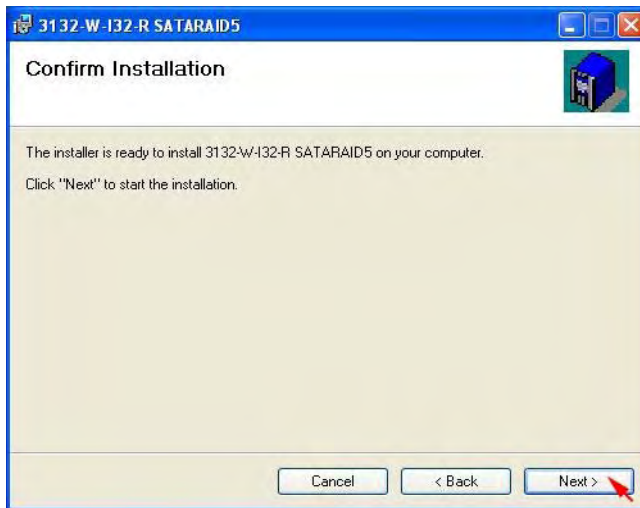 3132-W-I32-R SATARAID5
Confirm Installation
The installer is ready to install 3132-W-I32-R SATARAID5 on your computer.
Click "Next" to start the installation.
Cancel
< Back
Next >